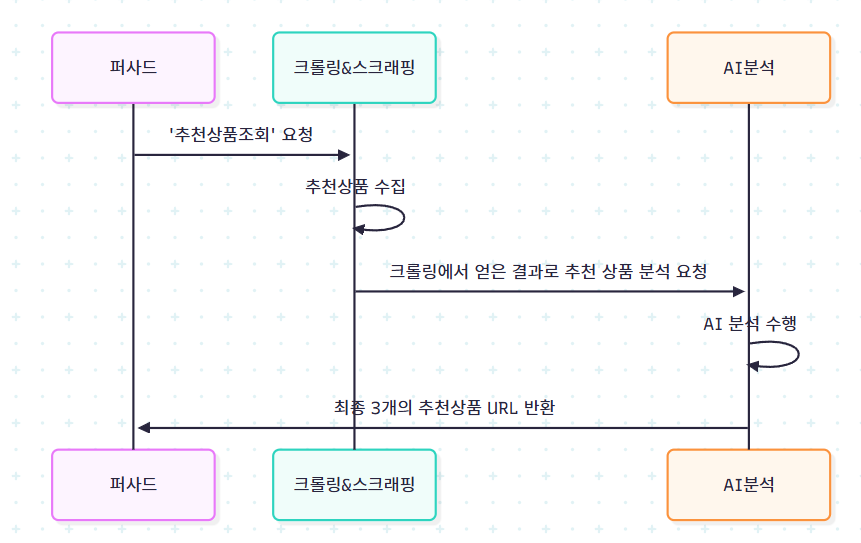 퍼사드
크롤링&스크래핑
AI분석
'추천상품조회' 요청
추천상품 수집
크롤링에서 얻은 결과로 추천 상품 분석 요청
AI 분석 수행
최종 3개의 추천상품 URL 반환
퍼사드
크롤링&스크래핑
AI분석